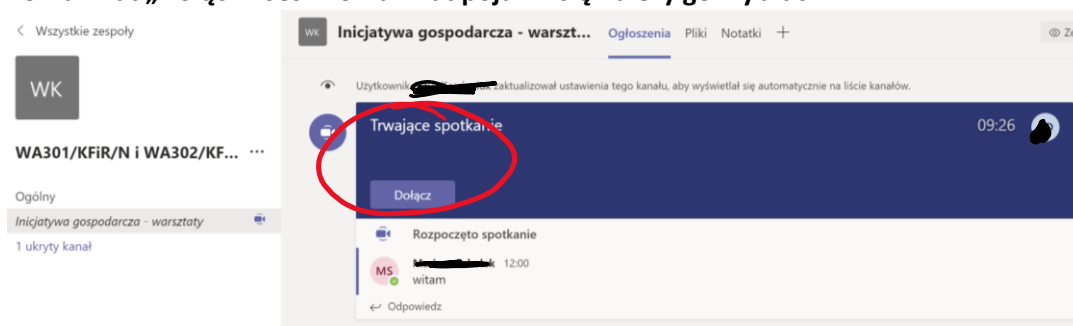 Wszystkie zespoły
WK
WA301/KFiR/N i WA302/KF... ...
Ogólny
Inicjatywa gospodarcza - warsztaty
1 ukryty kanał
WK Inicjatywa gospodarcza - warszt... Ogłoszenia Pliki Notatki +
Użytkownik zaktualizował ustawienia tego kanału, aby wyświetlał się automatycznie na liście kanałów.
Trwające spotkanie 09:26
Dołącz
Rozpoczęto spotkanie
MS 12:00
witam
Odpowiedz